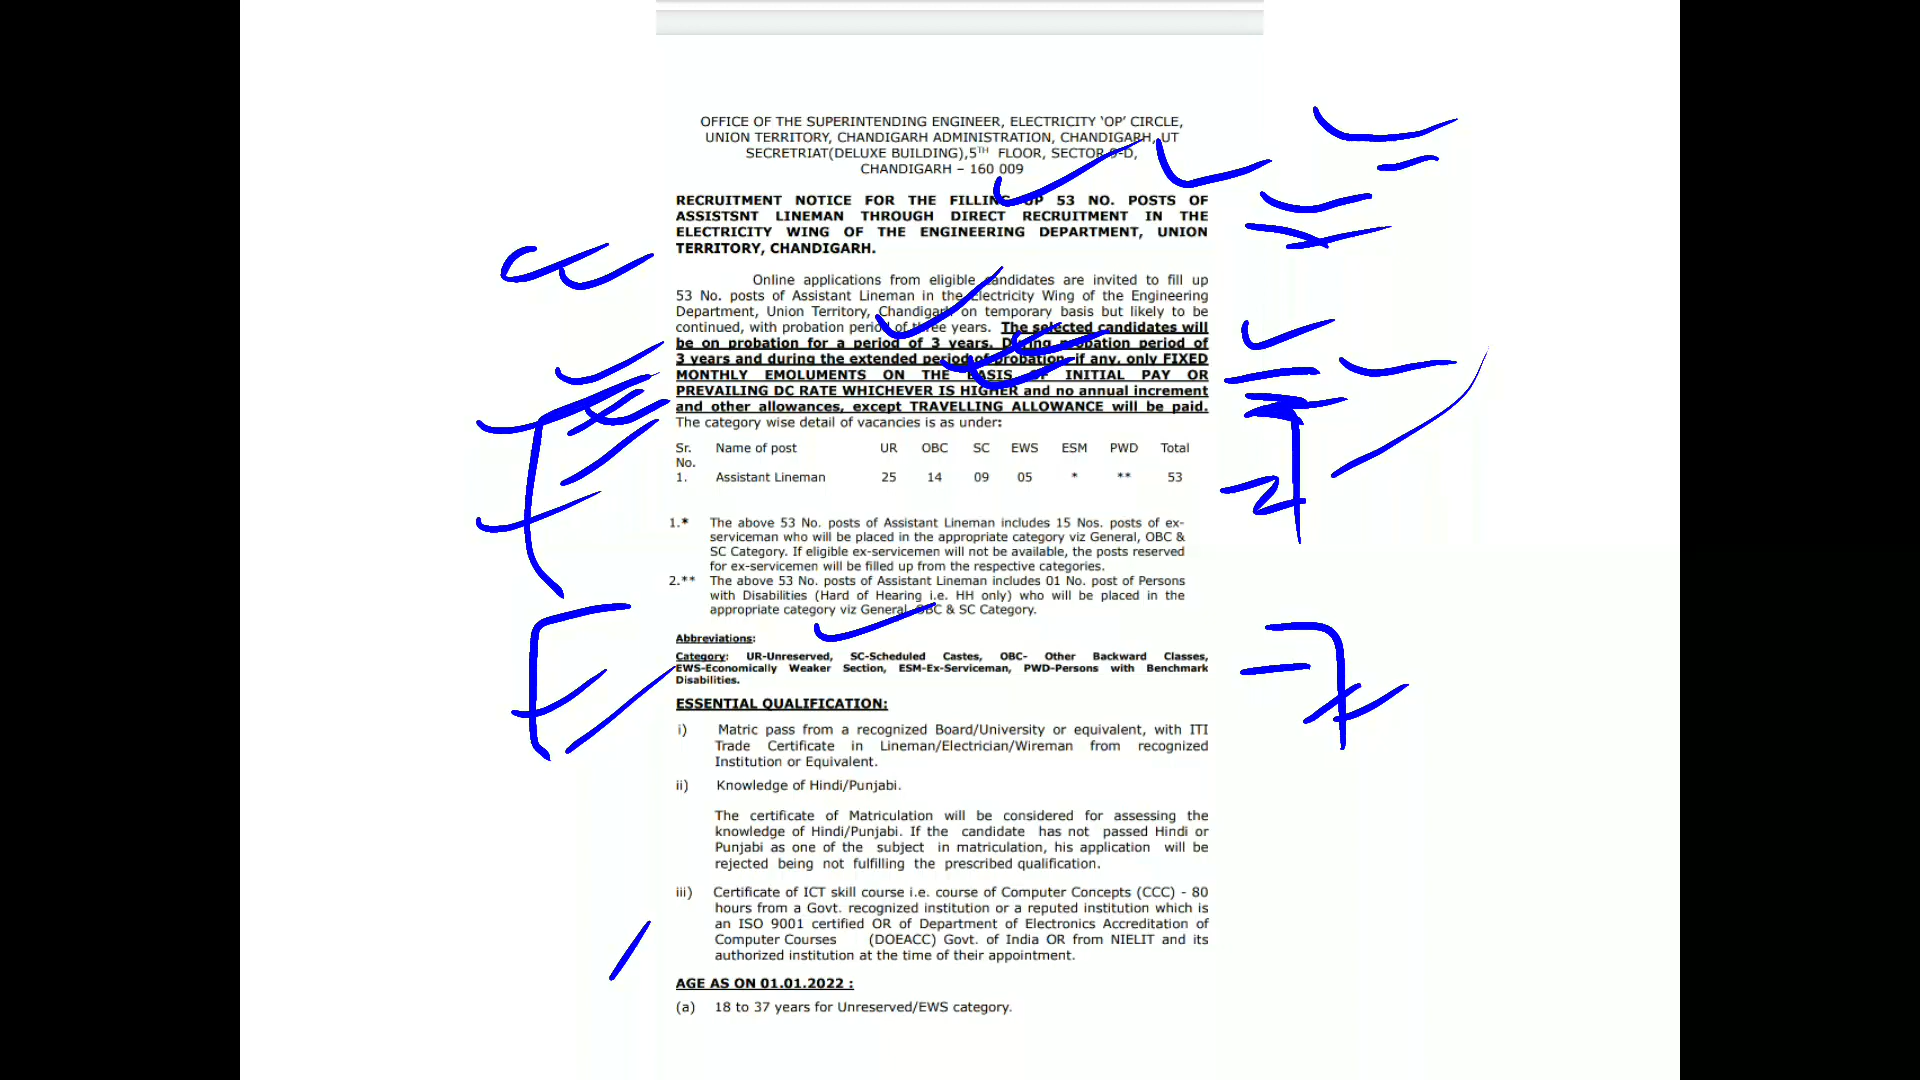 OFFICE OF THE SUPERINTENDING ENGINEER, ELECTRICITY ‘OP’ CIRCLE,
UNION TERRITORY, CHANDIGARH ADMINISTRATION, CHANDIGARH, UT
SECRETRIAT(DELUXE BUILDING),5TH FLOOR, SECTOR 9-D,
CHANDIGARH – 160 009
RECRUITMENT NOTICE FOR THE FILLING UP 53 NO. POSTS OF
ASSISTSNT LINEMAN THROUGH DIRECT RECRUITMENT IN THE
ELECTRICITY WING OF THE ENGINEERING DEPARTMENT, UNION
TERRITORY, CHANDIGARH.
Online applications from eligible candidates are invited to fill up
53 No. posts of Assistant Lineman in the Electricity Wing of the Engineering
Department, Union Territory, Chandigarh on temporary basis but likely to be
continued, with probation period of three years. The selected candidates will
be on probation for a period of 3 years. During probation period of
3 years and during the extended period of probation, if any, only FIXED
MONTHLY EMOLUMENTS ON THE BASIS OF INITIAL PAY OR
PREVAILING DC RATE WHICHEVER IS HIGHER and no annual increment
and other allowances, except TRAVELLING ALLOWANCE will be paid.
The category wise detail of vacancies is as under:
Sr. No. Name of post UR OBC SC EWS ESM PWD Total
1. Assistant Lineman 25 14 09 05 * ** 53
1.* The above 53 No. posts of Assistant Lineman includes 15 Nos. posts of ex-
serviceman who will be placed in the appropriate category viz General, OBC &
SC Category. If eligible ex-servicemen will not be available, the posts reserved
for ex-servicemen will be filled up from the respective categories.
2.** The above 53 No. posts of Assistant Lineman includes 01 No. post of Persons
with Disabilities (Hard of Hearing i.e. HH only) who will be placed in the
appropriate category viz General, OBC & SC Category.
Abbreviations:
Category: UR-Unreserved, SC-Scheduled Castes, OBC- Other Backward Classes,
EWS-Economically Weaker Section, ESM-Ex-Serviceman, PWD-Persons with Benchmark
Disabilities.
ESSENTIAL QUALIFICATION:
i) Matric pass from a recognized Board/University or equivalent, with ITI
Trade Certificate in Lineman/Electrician/Wireman from recognized
Institution or Equivalent.
ii) Knowledge of Hindi/Punjabi.
The certificate of Matriculation will be considered for assessing the
knowledge of Hindi/Punjabi. If the candidate has not passed Hindi or
Punjabi as one of the subject in matriculation, his application will be
rejected being not fulfilling the prescribed qualification.
iii) Certificate of ICT skill course i.e. course of Computer Concepts (CCC) - 80
hours from a Govt. recognized institution or a reputed institution which is
an ISO 9001 certified OR of Department of Electronics Accreditation of
Computer Courses (DOEACC) Govt. of India OR from NIELIT and its
authorized institution at the time of their appointment.
AGE AS ON 01.01.2022 :
(a) 18 to 37 years for Unreserved/EWS category.